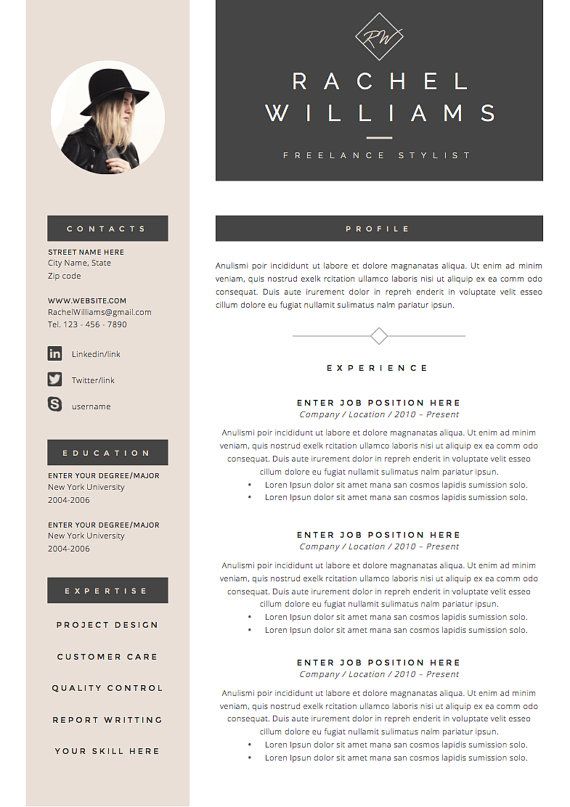 RW
RACHEL
WILLIAMS
FREELANCE STYLIST
CONTACTS
STREET NAME HERE
City Name, State
Zip code
WWW.WEBSITE.COM
RachelWilliams@gmail.com
Tel. 123 - 456 - 7890
Linkedin/link
Twitter/link
username
EDUCATION
ENTER YOUR DEGREE/MAJOR
New York University
2004-2006
ENTER YOUR DEGREE/MAJOR
New York University
2004-2006
EXPERTISE
PROJECT DESIGN
CUSTOMER CARE
QUALITY CONTROL
REPORT WRITTING
YOUR SKILL HERE
PROFILE
Anulismi poir incididunt ut labore et dolore magnanatas aliqua. Ut enim ad minim
veniam, quis nostrud exelk rcitation ullamco laboris nisi ut aliquip ex ea com odo
consequat. Duis aute irurement dolor in repreh enderit in voluptate velit esseo
cillum dolore eu fugiat nullamki sulimatus nalm pariatur ipsun.
EXPERIENCE
ENTER JOB POSITION HERE
Company / Location / 2010 – Present
Anulismi poir incididunt ut labore et dolore magnanatas aliqua. Ut enim ad minim
veniam, quis nostrud exelk rcitation ullamco laboris nisi ut aliquip ex ea com odo
consequat. Duis aute irurement dolor in repreh enderit in voluptate velit essei
cillum dolore eu fugiat nullamki sulimatus nalm pariatur ipsun.
• Loren Ipsun dolor sit amet mana san cosmos lapidis sumission solo.
• Loren Ipsun dolor sit amet mana san cosmos lapidis sumission solo.
ENTER JOB POSITION HERE
Company / Location / 2010 – Present
Anulismi poir incididunt ut labore et dolore magnanatas aliqua. Ut enim ad minim
veniam, quis nostrud exelk rcitation ullamco laboris nisi ut aliquip ex ea com odo
consequat. Duis aute irurement dolor in repreh enderit in voluptate velit essei
cillum dolore eu fugiat nullamki sulimatus nalm pariatur ipsun.
• Loren Ipsun dolor sit amet mana san cosmos lapidis sumission solo.
• Loren Ipsun dolor sit amet mana san cosmos lapidis sumission solo.
ENTER JOB POSITION HERE
Company / Location / 2010 – Present
Anulismi poir incididunt ut labore et dolore magnanatas aliqua. Ut enim ad minim
veniam, quis nostrud exelk rcitation ullamco laboris nisi ut aliquip ex ea com odo
consequat. Duis aute irurement dolor in repreh enderit in voluptate velit essei
cillum dolore eu fugiat nullamki sulimatus nalm pariatur ipsun.
• Loren Ipsun dolor sit amet mana san cosmos lapidis sumission solo.
• Loren Ipsun dolor sit amet mana san cosmos lapidis sumission solo.